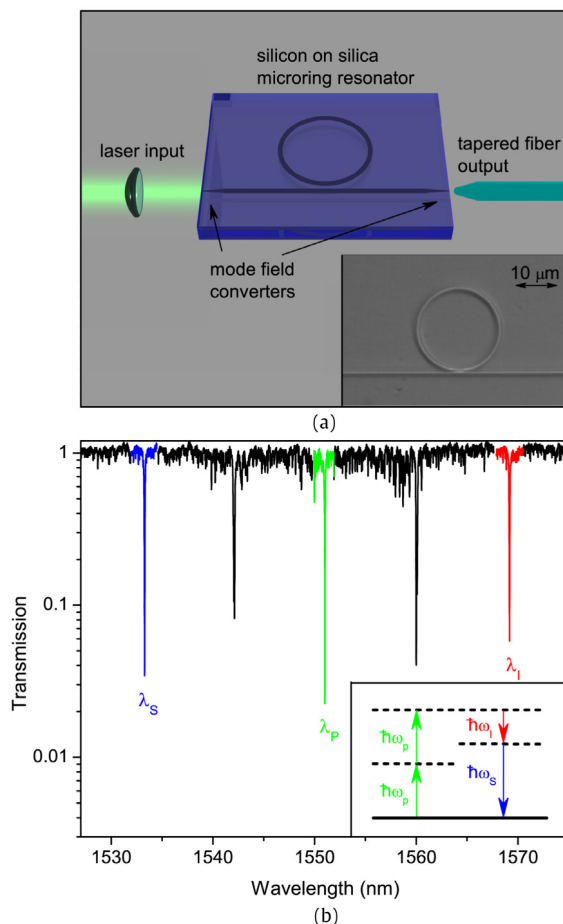 silicon on silica
microring resonator
laser input
tapered fiber
output
mode field
converters
10 μm
(a)
1
0.1
0.01
Transmission
λS
λP
λI
ħωp
ħωI
ħωp
ħωS
1530 1540 1550 1560 1570
Wavelength (nm)
(b)